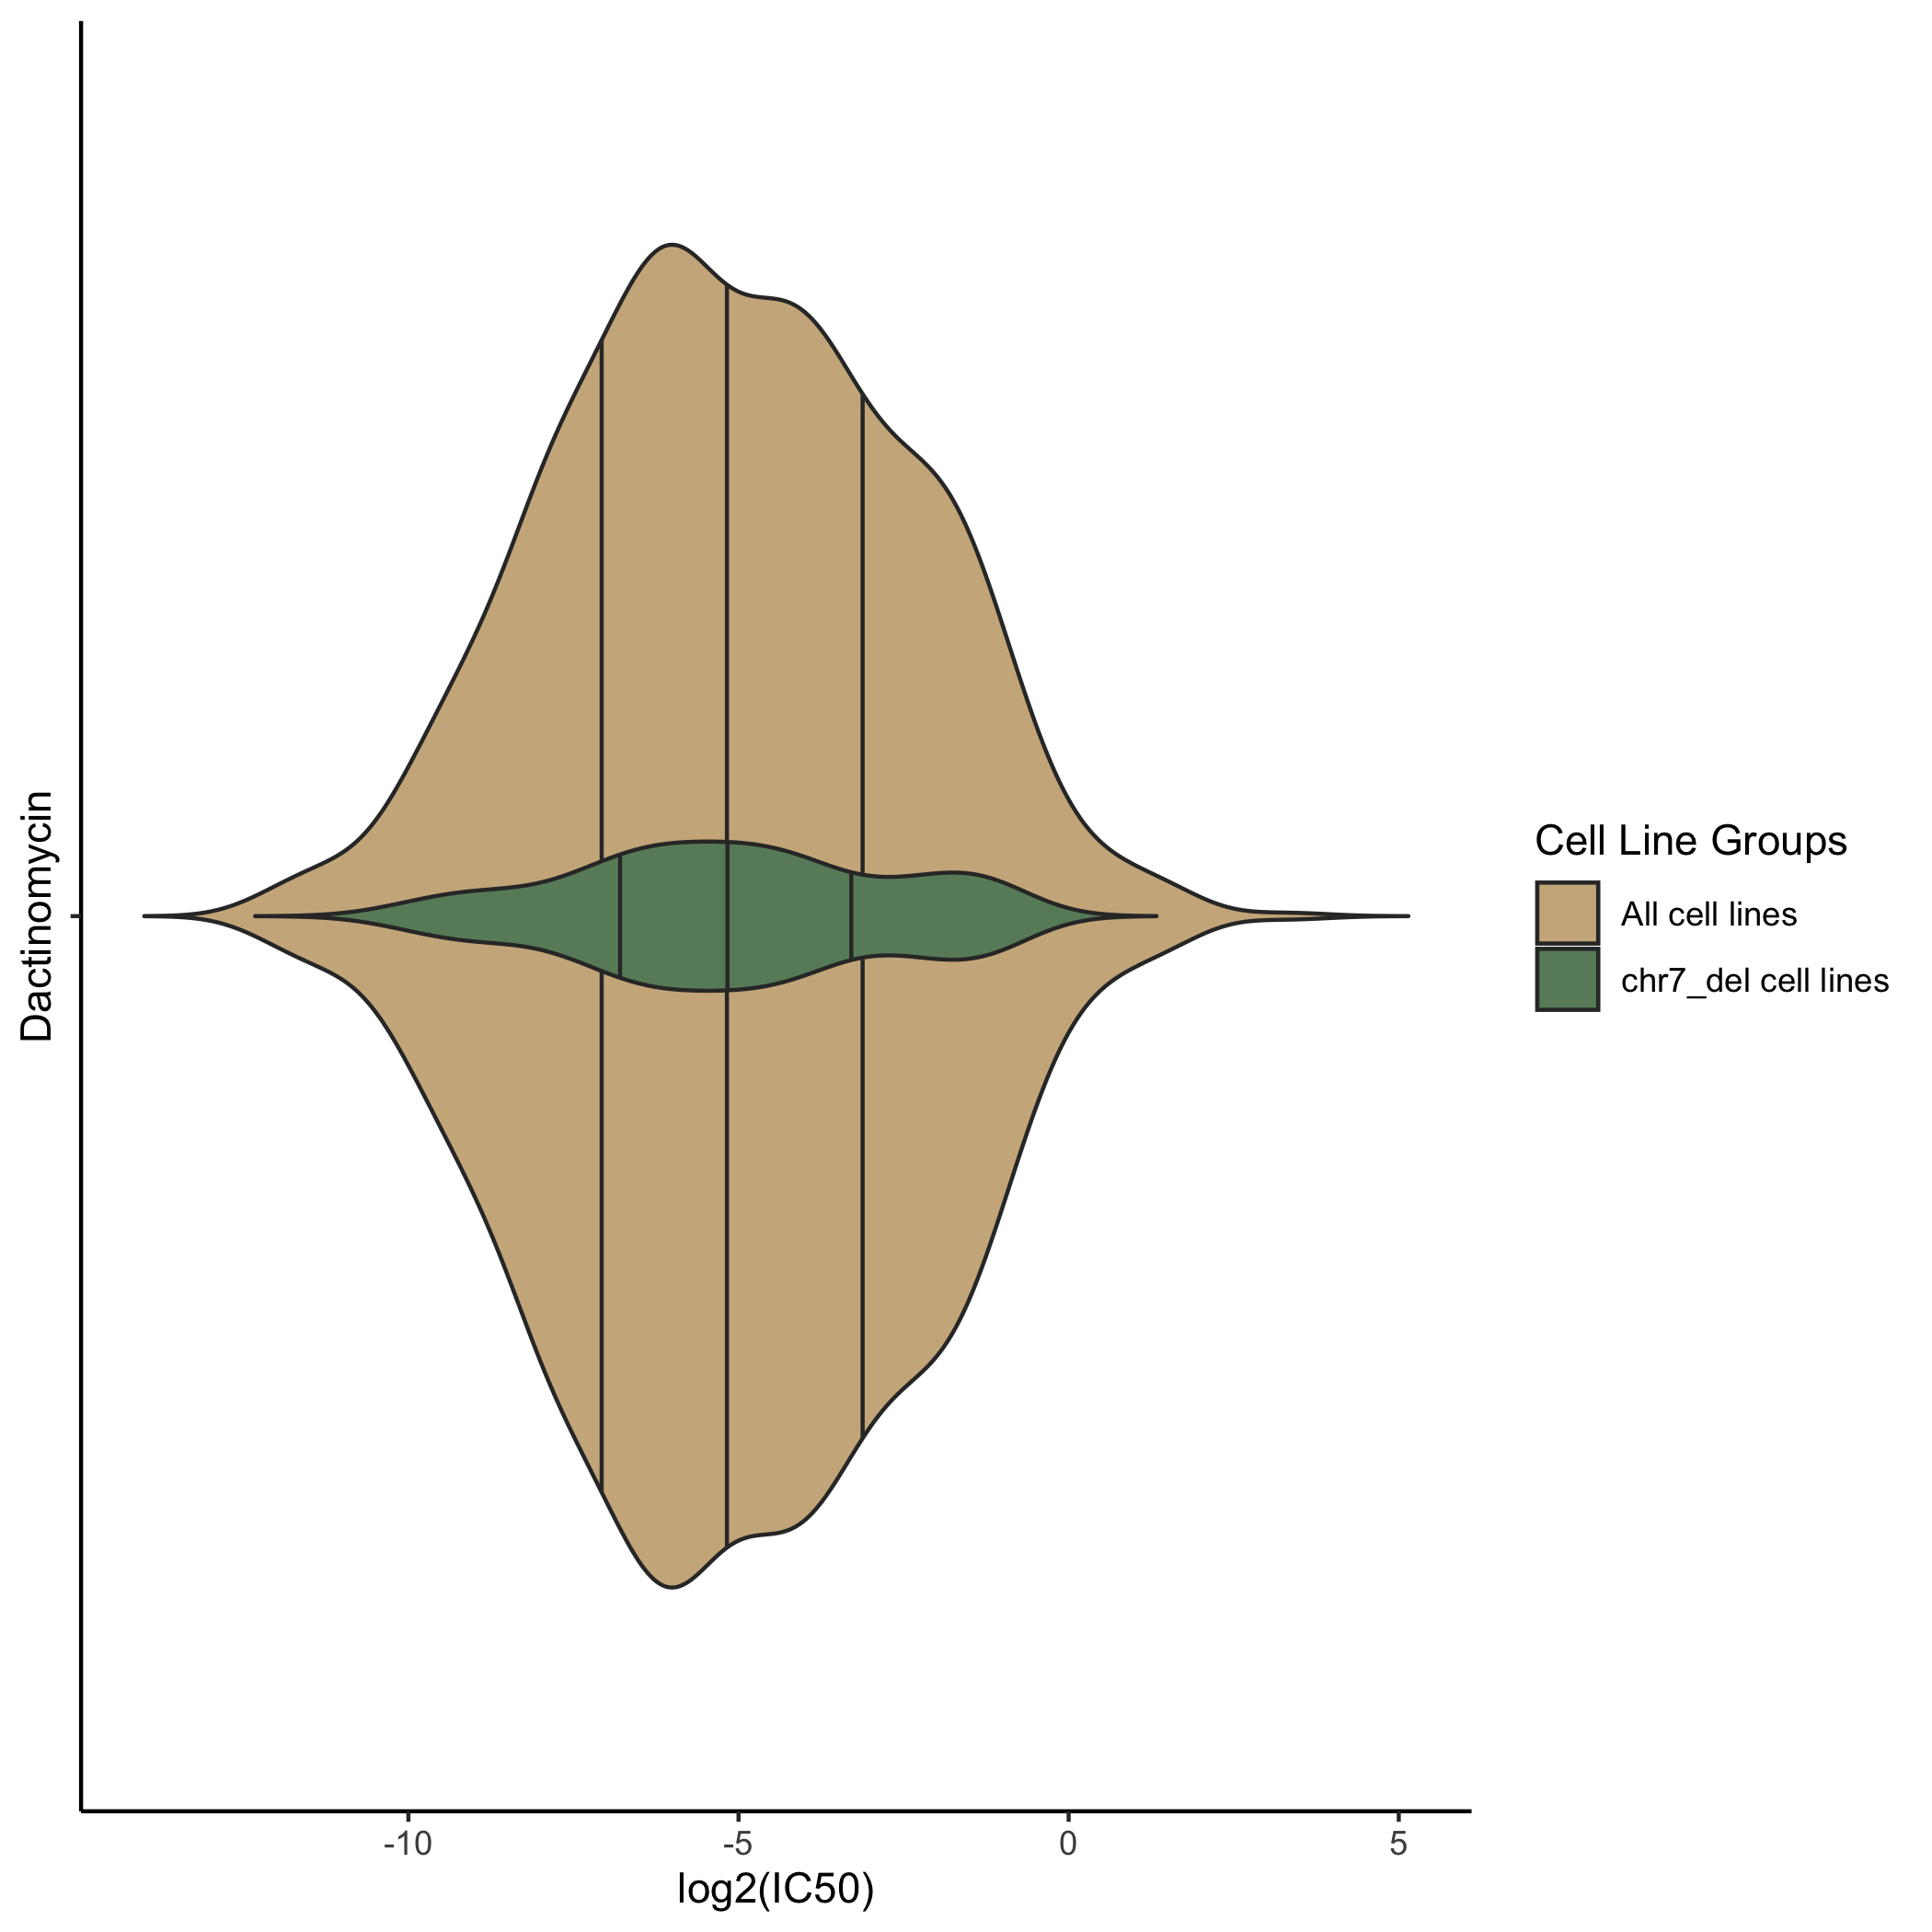 Dactinomycin
-10
-5
0
5
log2(IC50)
Cell Line Groups
All cell lines
chr7_del cell lines